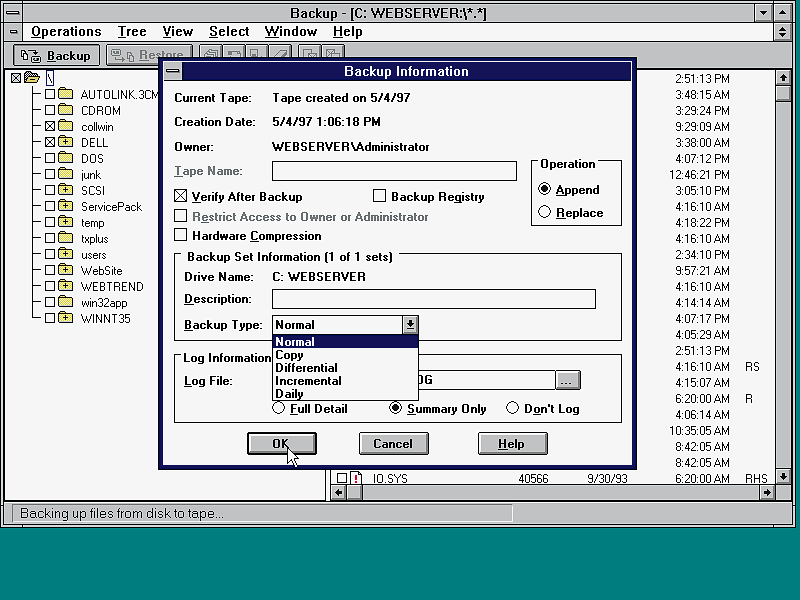 Backup - [C: WEBSERVER:\*.*]
Operations Tree View Select Window Help
Backup Restore
\
AUTOLINK.3CM
CDROM
collwin
DELL
DOS
junk
SCSI
ServicePack
temp
txplus
users
WebSite
WEBTREND
win32app
WINNT35
Backup Information
Current Tape: Tape created on 5/4/97
Creation Date: 5/4/97 1:06:18 PM
Owner: WEBSERVER\Administrator
Tape Name:
Operation
Append
Replace
Verify After Backup Backup Registry
Restrict Access to Owner or Administrator
Hardware Compression
Backup Set Information (1 of 1 sets)
Drive Name: C: WEBSERVER
Description:
Backup Type: Normal
Normal
Copy
Differential
Incremental
Daily
Log Information
Log File: OG ...
Full Detail Summary Only Don't Log
OK Cancel Help
2:51:13 PM
3:48:15 AM
3:29:24 PM
9:29:09 AM
3:38:00 AM
4:07:12 PM
12:46:21 PM
3:05:10 PM
4:16:10 AM
4:18:22 PM
4:16:10 AM
2:34:10 PM
9:57:21 AM
4:16:10 AM
4:14:14 AM
4:07:17 PM
4:05:29 AM
2:51:13 PM
4:16:10 AM RS
4:15:07 AM
6:20:00 AM R
4:06:14 AM
10:35:05 AM
8:42:05 AM
8:42:05 AM
IO.SYS 40566 9/30/93 6:20:00 AM RHS
Backing up files from disk to tape...